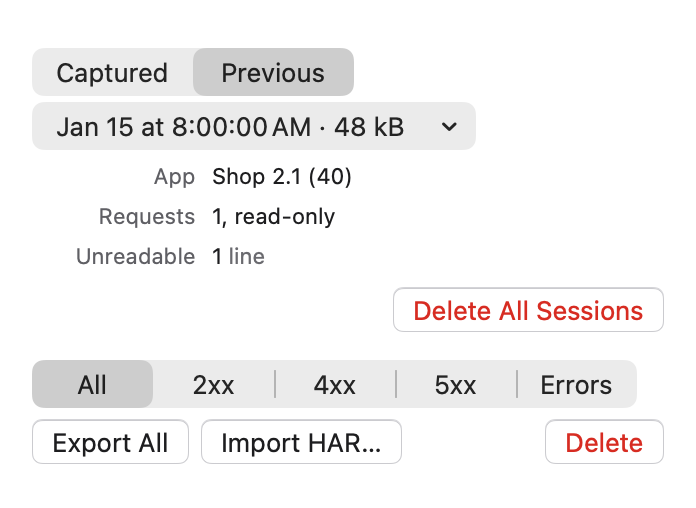 Captured Previous
Jan 15 at 8:00:00 AM · 48 kB
App Shop 2.1 (40)
Requests 1, read-only
Unreadable 1 line
Delete All Sessions
All 2xx 4xx 5xx Errors
Export All Import HAR... Delete